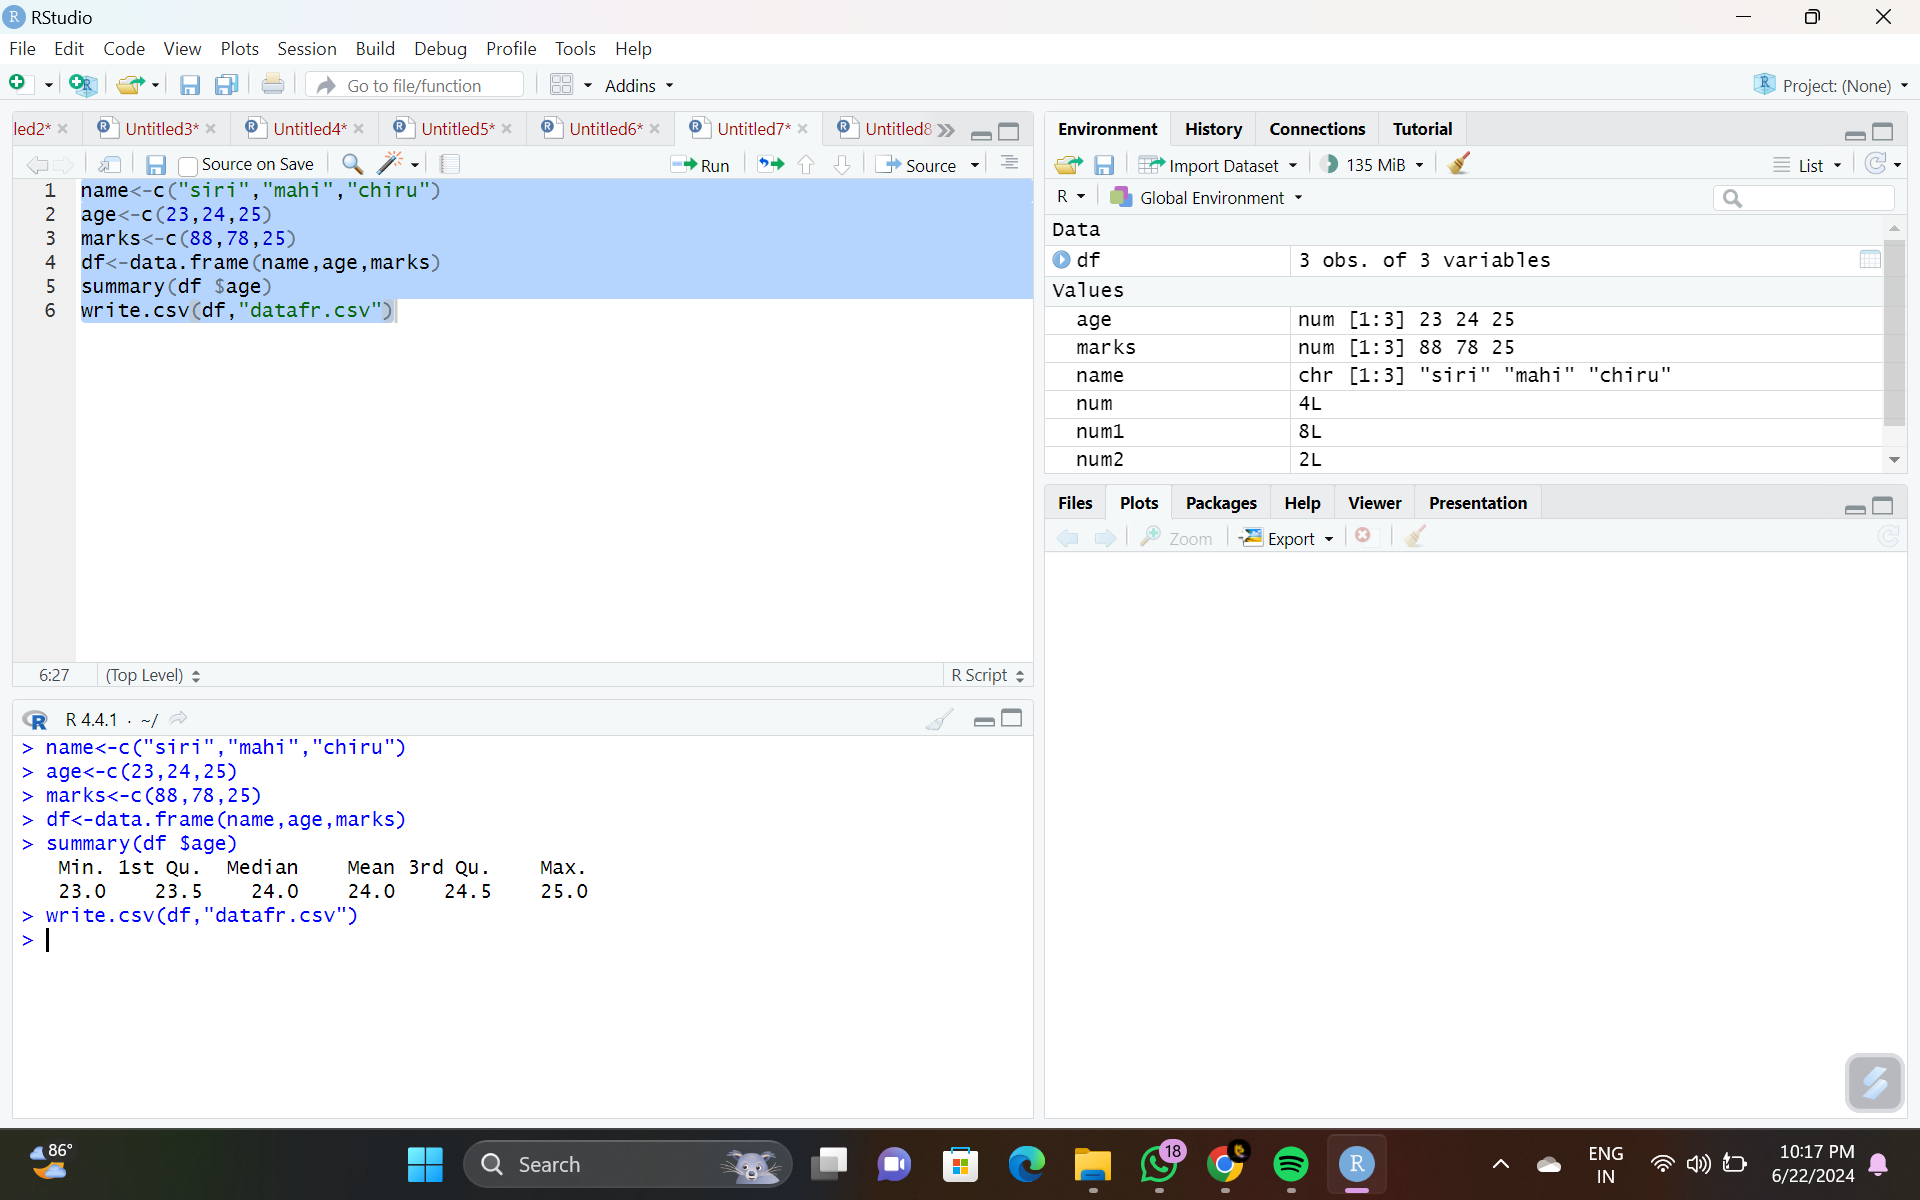 RStudio
File Edit Code View Plots Session Build Debug Profile Tools Help
Go to file/function Addins Project: (None)
led2* Untitled3* Untitled4* Untitled5* Untitled6* Untitled7* Untitled8
Source on Save Run Source
1 name<-c("siri","mahi","chiru")
2 age<-c(23,24,25)
3 marks<-c(88,78,25)
4 df<-data.frame(name,age,marks)
5 summary(df $age)
6 write.csv(df,"datafr.csv")
6:27 (Top Level) R Script
R 4.4.1 · ~/
> name<-c("siri","mahi","chiru")
> age<-c(23,24,25)
> marks<-c(88,78,25)
> df<-data.frame(name,age,marks)
> summary(df $age)
Min. 1st Qu. Median Mean 3rd Qu. Max.
23.0 23.5 24.0 24.0 24.5 25.0
> write.csv(df,"datafr.csv")
>
Environment History Connections Tutorial
Import Dataset 135 MiB List
R Global Environment
Data
df 3 obs. of 3 variables
Values
age num [1:3] 23 24 25
marks num [1:3] 88 78 25
name chr [1:3] "siri" "mahi" "chiru"
num 4L
num1 8L
num2 2L
Files Plots Packages Help Viewer Presentation
Zoom Export
86°
Search
18
R
ENG
IN
10:17 PM
6/22/2024